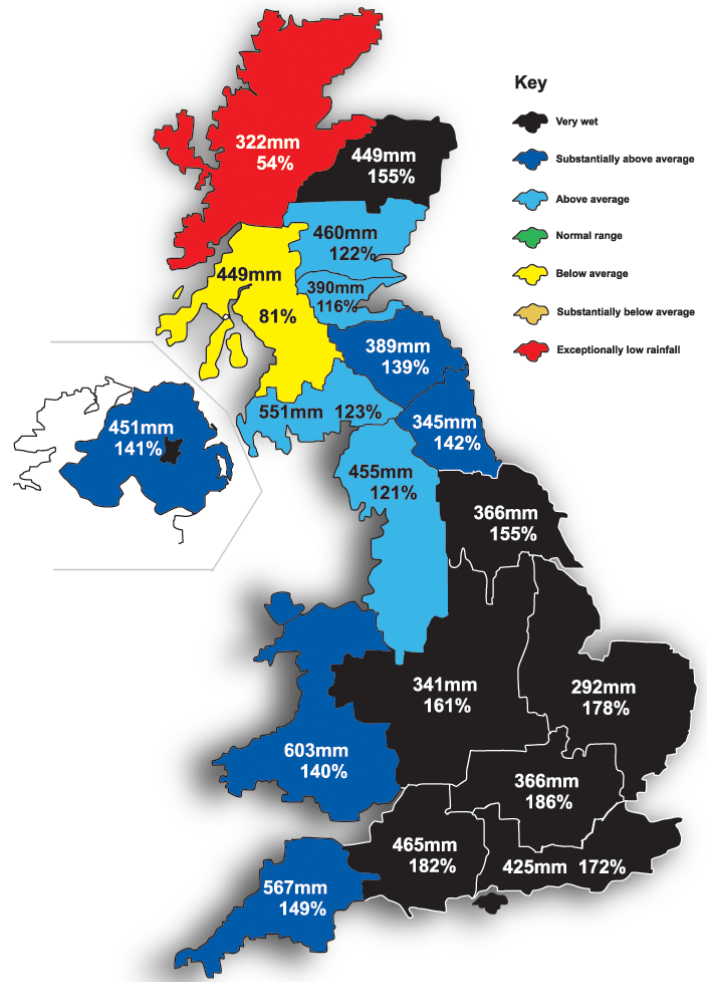 Key
Very wet
Substantially above average
Above average
Normal range
Below average
Substantially below average
Exceptionally low rainfall
322mm
54%
449mm
155%
460mm
122%
449mm
81%
390mm
116%
389mm
139%
551mm 123%
345mm
142%
451mm
141%
455mm
121%
366mm
155%
341mm
161%
292mm
178%
603mm
140%
366mm
186%
465mm
182%
425mm 172%
567mm
149%